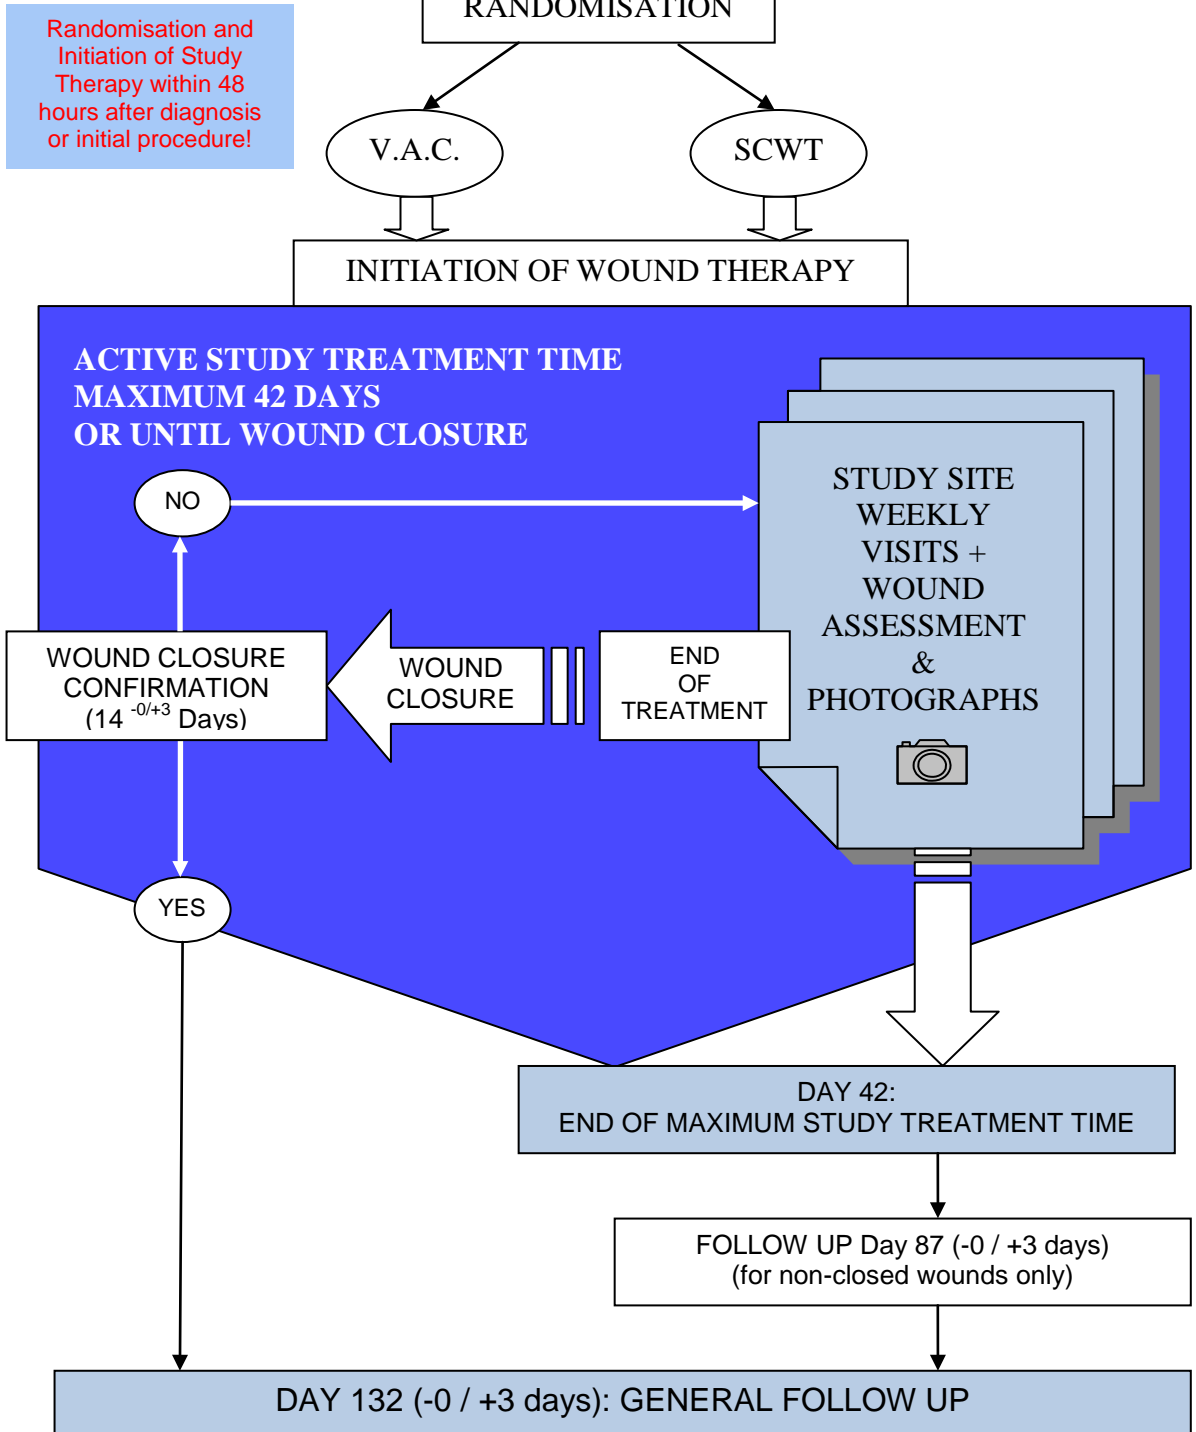 RANDOMISATION
Randomisation and
Initiation of Study
Therapy within 48
hours after diagnosis
or initial procedure!
V.A.C.
SCWT
INITIATION OF WOUND THERAPY
ACTIVE STUDY TREATMENT TIME
MAXIMUM 42 DAYS
OR UNTIL WOUND CLOSURE
NO
STUDY SITE
WEEKLY
VISITS +
WOUND
ASSESSMENT
&
PHOTOGRAPHS
END
OF
TREATMENT
WOUND
CLOSURE
WOUND CLOSURE
CONFIRMATION
(14 -0/+3 Days)
YES
DAY 42:
END OF MAXIMUM STUDY TREATMENT TIME
FOLLOW UP Day 87 (-0 / +3 days)
(for non-closed wounds only)
DAY 132 (-0 / +3 days): GENERAL FOLLOW UP